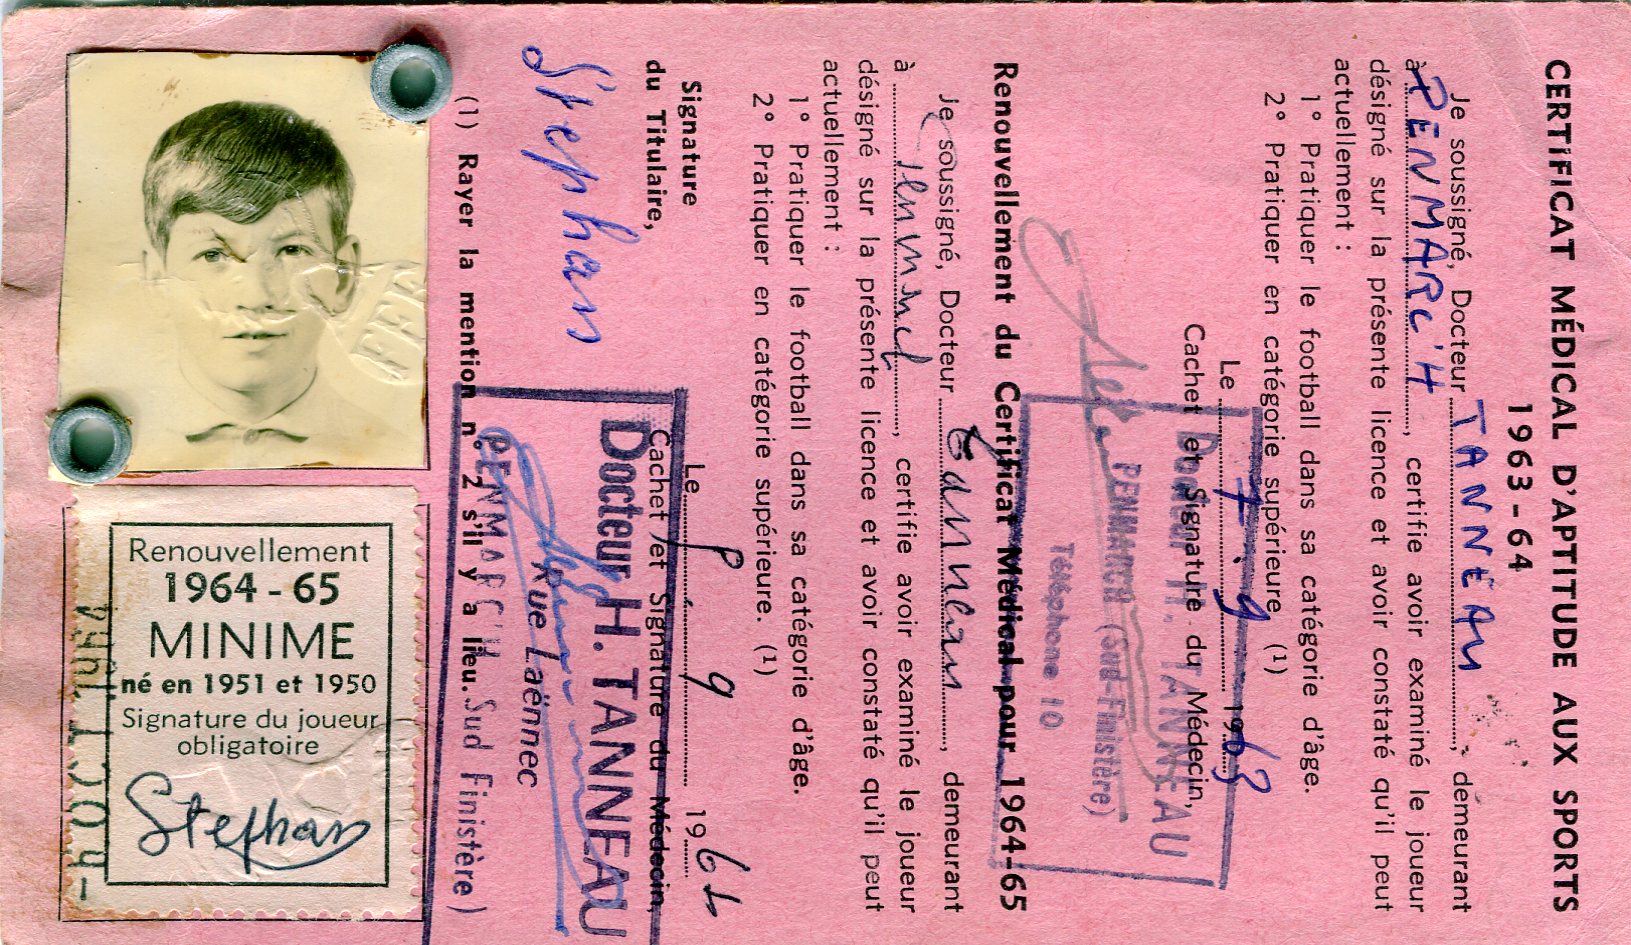 CERTIFICAT MÉDICAL D'APTITUDE AUX SPORTS
1963 - 64
Je soussigné, Docteur TANNEAU, demeurant
à PENMARC'H, certifie avoir examiné le joueur
désigné sur la présente licence et avoir constaté qu'il peut
actuellement :
1° Pratiquer le football dans sa catégorie d'âge.
2° Pratiquer en catégorie supérieure (1)
Le 7. 9 1963
Cachet et Signature du Médecin,
Docteur H. TANNEAU
PENMARCH (Sud-Finistère)
Téléphone 10
Renouvellement du Certificat Médical pour 1964-65
Je soussigné, Docteur Tanneau, demeurant
à Penmarch, certifie avoir examiné le joueur
désigné sur la présente licence et avoir constaté qu'il peut
actuellement :
1° Pratiquer le football dans sa catégorie d'âge.
2° Pratiquer en catégorie supérieure. (1)
Le 9 1964
Signature
du Titulaire,
Stephan
Cachet et Signature du Médecin,
Docteur H. TANNEAU
Rue Laënnec
PENMARC'H Sud Finistère)
(1) Rayer la mention n° 2 s'il y a lieu.
Renouvellement
1964 - 65
MINIME
né en 1951 et 1950
Signature du joueur
obligatoire
Stephan